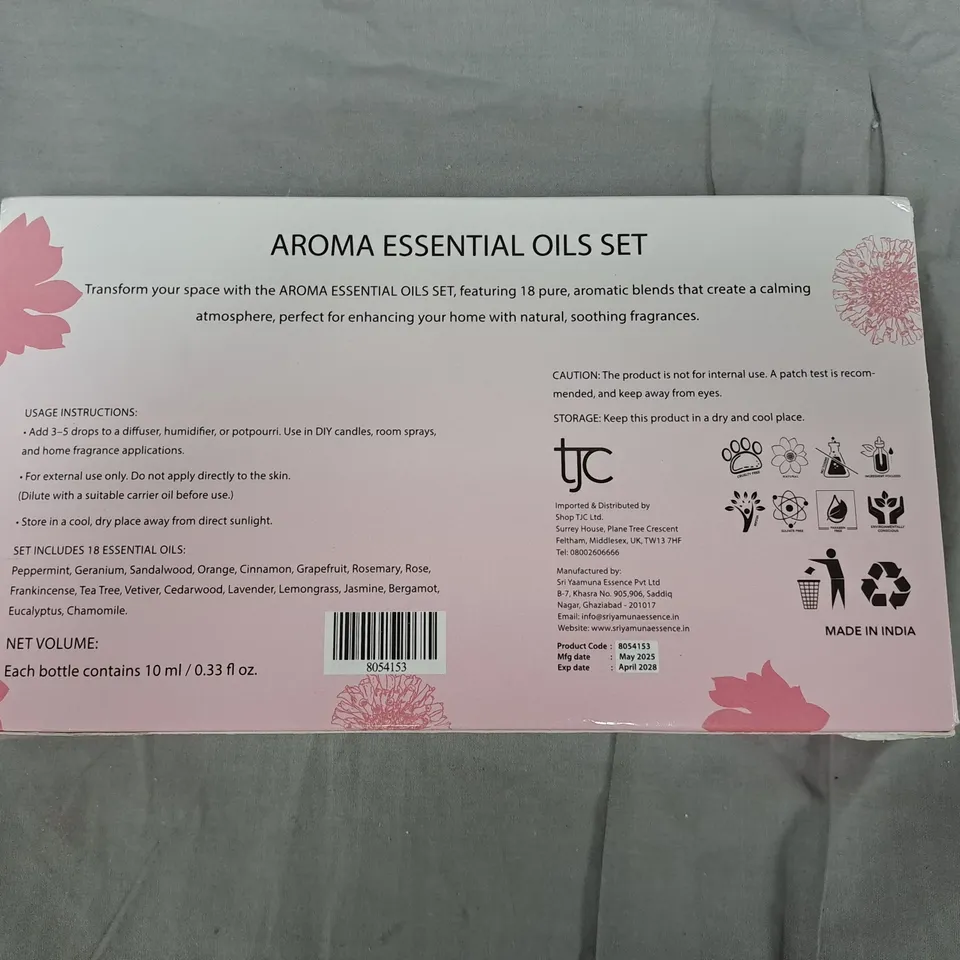 AROMA ESSENTIAL OILS SET
Transform your space with the AROMA ESSENTIAL OILS SET, featuring 18 pure, aromatic blends that create a calming
atmosphere, perfect for enhancing your home with natural, soothing fragrances.
USAGE INSTRUCTIONS:
• Add 3–5 drops to a diffuser, humidifier, or potpourri. Use in DIY candles, room sprays,
and home fragrance applications.
• For external use only. Do not apply directly to the skin.
(Dilute with a suitable carrier oil before use.)
• Store in a cool, dry place away from direct sunlight.
SET INCLUDES 18 ESSENTIAL OILS:
Peppermint, Geranium, Sandalwood, Orange, Cinnamon, Grapefruit, Rosemary, Rose,
Frankincense, Tea Tree, Vetiver, Cedarwood, Lavender, Lemongrass, Jasmine, Bergamot,
Eucalyptus, Chamomile.
NET VOLUME:
Each bottle contains 10 ml / 0.33 fl oz.
8054153
CAUTION: The product is not for internal use. A patch test is recom-
mended, and keep away from eyes.
STORAGE: Keep this product in a dry and cool place.
tjc
Imported & Distributed by
Shop TJC Ltd.
Surrey House, Plane Tree Crescent
Feltham, Middlesex, UK, TW13 7HF
Tel: 08002606666
Manufactured by:
Sri Yaamuna Essence Pvt Ltd
B-7, Khasra No. 905,906, Saddiq
Nagar, Ghaziabad - 201017
Email: info@sriyamunaessence.in
Website: www.sriyamunaessence.in
Product Code : 8054153
Mfg date : May 2025
Exp date : April 2028
CRUELTY FREE
NATURAL
SULFATE FREE
PARABEN FREE
ENVIRONMENTALLY CONSCIOUS
MADE IN INDIA